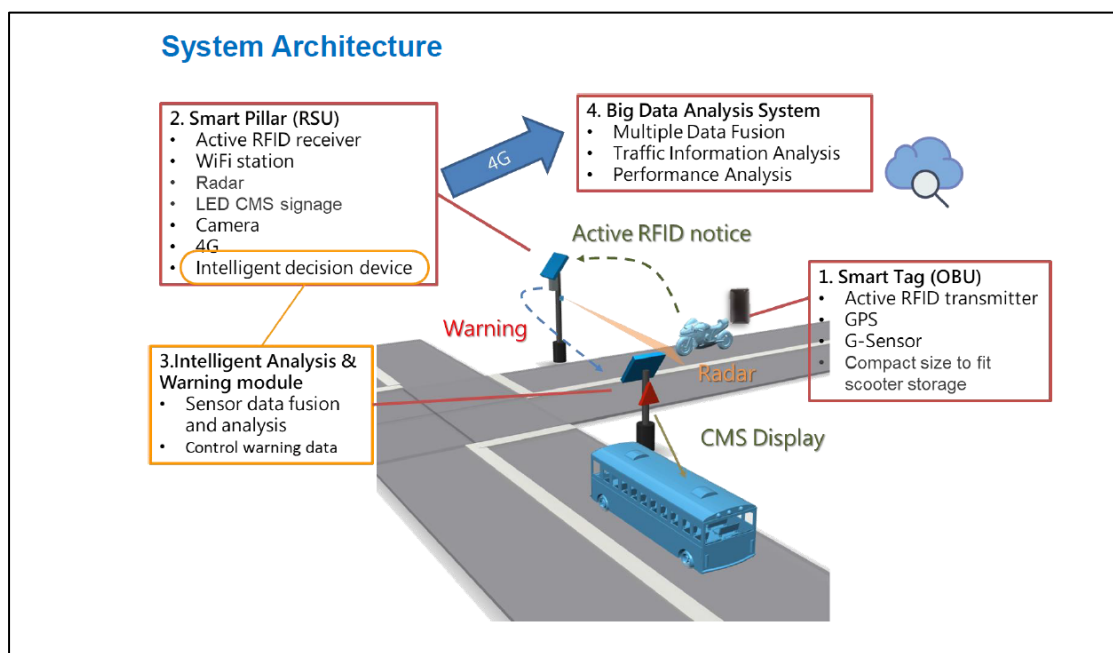 System Architecture
2. Smart Pillar (RSU)
• Active RFID receiver
• WiFi station
• Radar
• LED CMS signage
• Camera
• 4G
• Intelligent decision device
4G
4. Big Data Analysis System
• Multiple Data Fusion
• Traffic Information Analysis
• Performance Analysis
Active RFID notice
1. Smart Tag (OBU)
• Active RFID transmitter
• GPS
• G-Sensor
• Compact size to fit
scooter storage
Warning
Radar
3.Intelligent Analysis &
Warning module
• Sensor data fusion
and analysis
• Control warning data
CMS Display